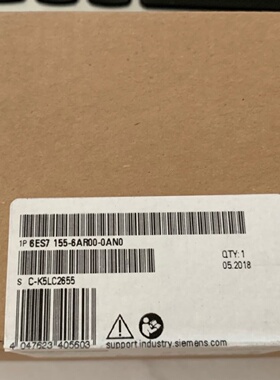 1P 6ES7 155-6AR00-0AN0
QTY:1
05.2018
S C-K5LC2655
4 047623 405603
support.industry.siemens.com